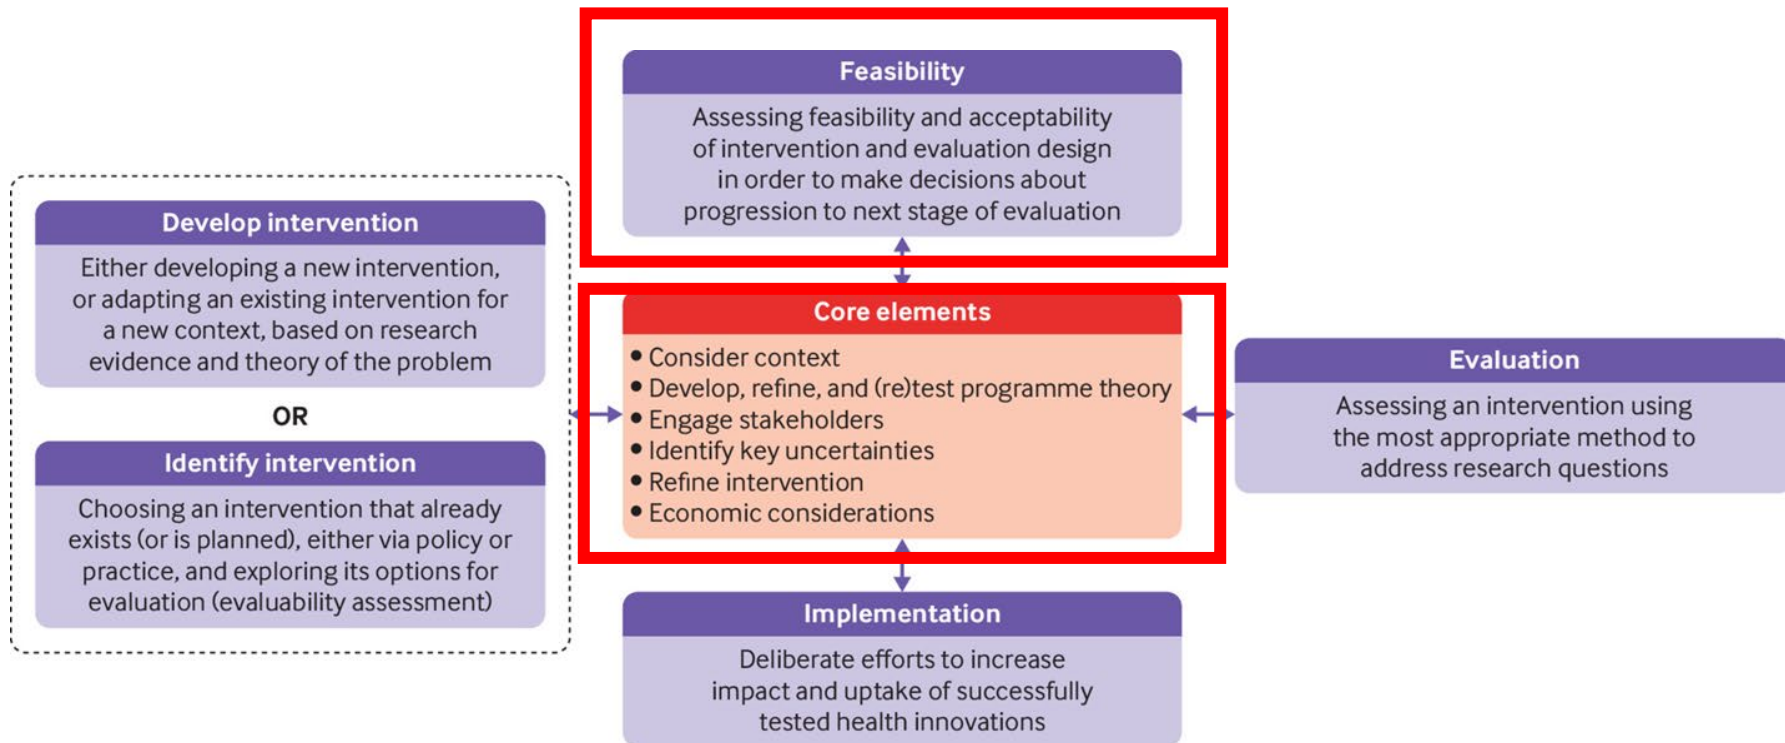 Feasibility
Assessing feasibility and acceptability
of intervention and evaluation design
in order to make decisions about
progression to next stage of evaluation
Develop intervention
Either developing a new intervention,
or adapting an existing intervention for
a new context, based on research
evidence and theory of the problem
OR
Identify intervention
Choosing an intervention that already
exists (or is planned), either via policy or
practice, and exploring its options for
evaluation (evaluability assessment)
Core elements
• Consider context
• Develop, refine, and (re)test programme theory
• Engage stakeholders
• Identify key uncertainties
• Refine intervention
• Economic considerations
Evaluation
Assessing an intervention using
the most appropriate method to
address research questions
Implementation
Deliberate efforts to increase
impact and uptake of successfully
tested health innovations